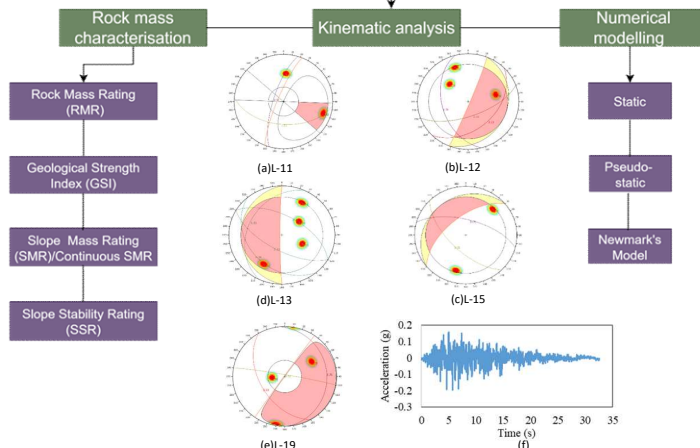 Rock mass
characterisation
Kinematic analysis
Numerical
modelling
Rock Mass Rating
(RMR)
Geological Strength
Index (GSI)
Slope Mass Rating
(SMR)/Continuous SMR
Slope Stability Rating
(SSR)
(a)L-11
(b)L-12
(d)L-13
(c)L-15
(e)L-19
Static
Pseudo-
static
Newmark's
Model
Acceleration (g)
0.2
0.1
0
-0.1
-0.2
-0.3
0 5 10 15 20 25 30 35
Time (s)
(f)